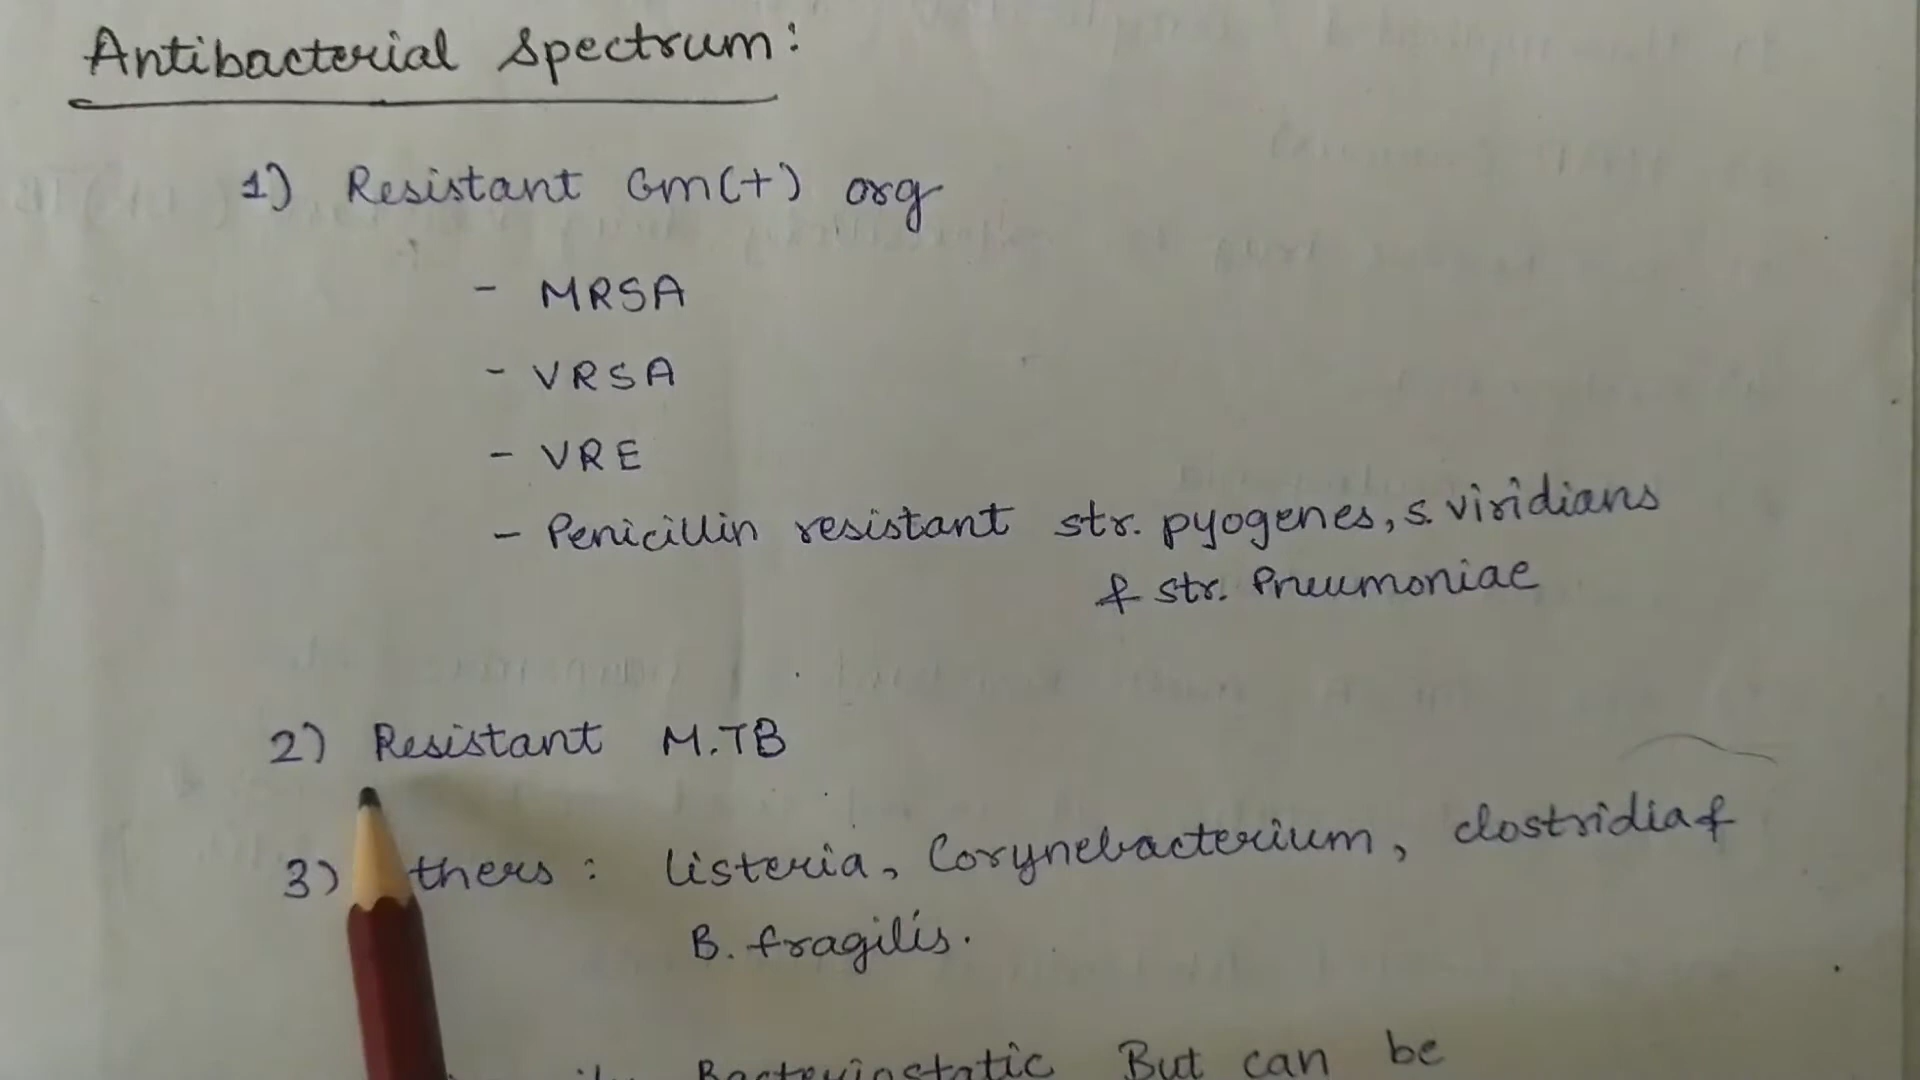 Antibacterial Spectrum:
1) Resistant Gm(+) org
- MRSA
- VRSA
- VRE
- Penicillin resistant str. pyogenes, s. viridians
& str. Pneumoniae
2) Resistant M.TB
3) thers : listeria, Corynebacterium, clostridia &
B. fragilis.
Bacteriostatic But can be